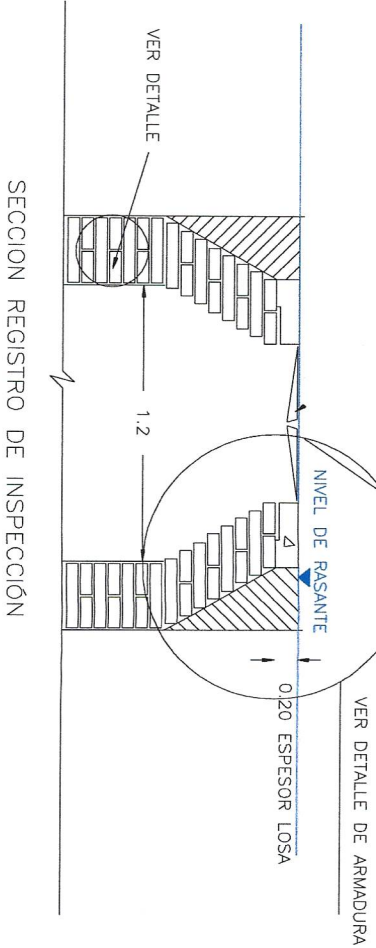 VER DETALLE DE ARMADURA
0.20 ESPESOR LOSA
NIVEL DE RASANTE
1.2
VER DETALLE
SECCION REGISTRO DE INSPECCIÓN